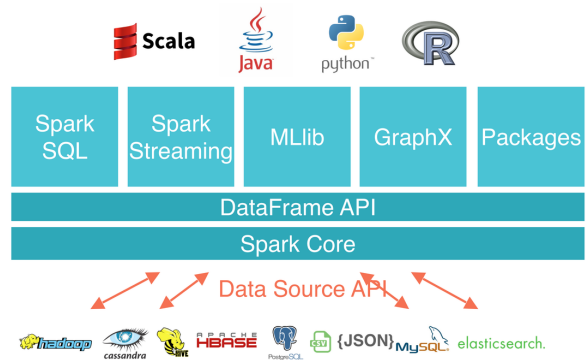 Scala
Java
python
R
Spark
SQL
Spark
Streaming
MLlib
GraphX
Packages
DataFrame API
Spark Core
Data Source API
hadoop
cassandra
HIVE
APACHE
HBASE
PostgreSQL
CSV
{JSON}
MySQL
elasticsearch.